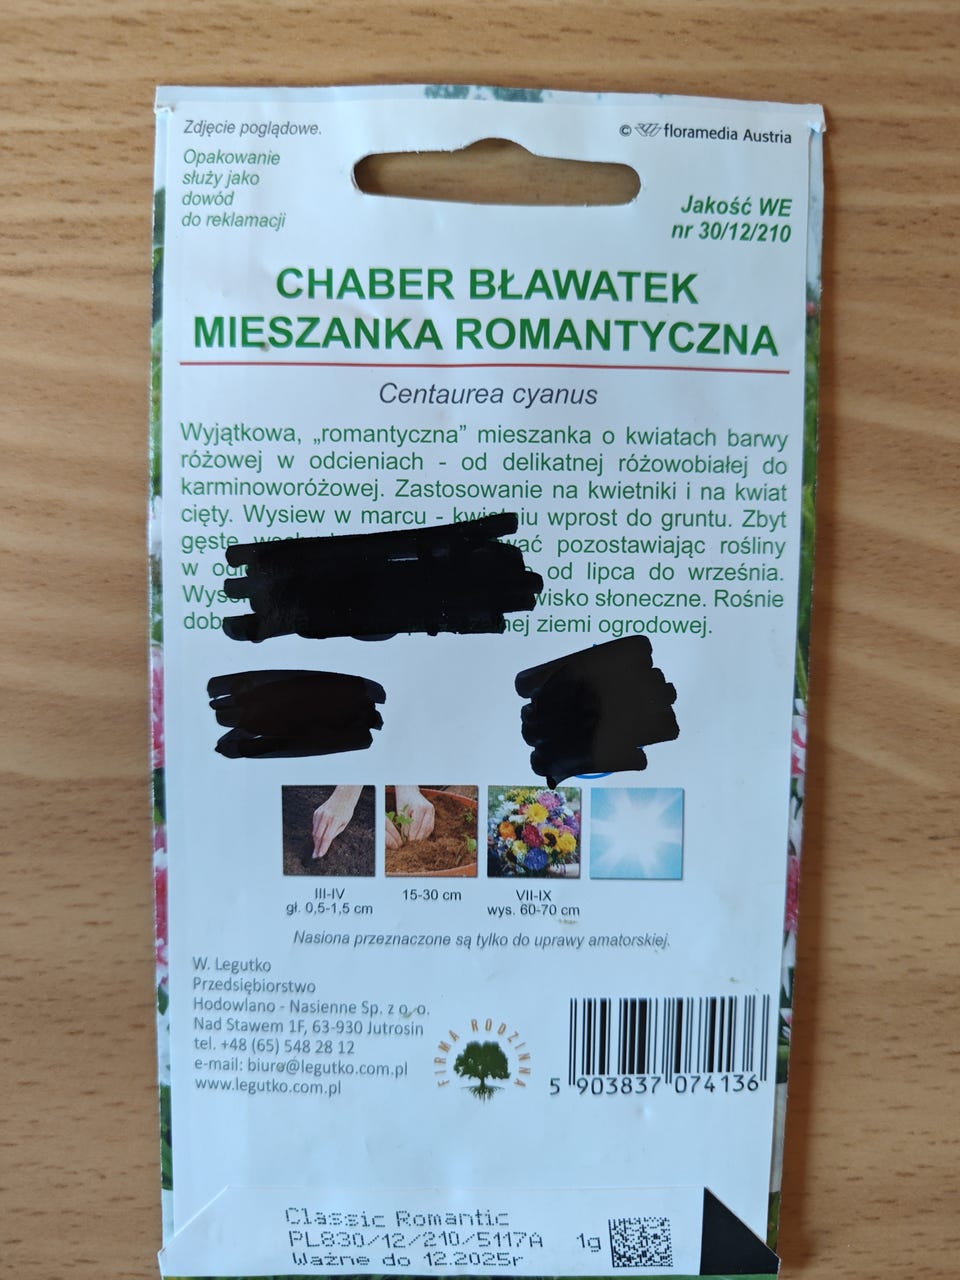 Zdjęcie poglądowe.
© floramedia Austria
Opakowanie
służy jako
dowód
do reklamacji
Jakość WE
nr 30/12/210
CHABER BŁAWATEK
MIESZANKA ROMANTYCZNA
Centaurea cyanus
Wyjątkowa, „romantyczna” mieszanka o kwiatach barwy
różowej w odcieniach - od delikatnej różowobiałej do
karminoworóżowej. Zastosowanie na kwietniki i na kwiat
cięty. Wysiew w marcu - kwietniu wprost do gruntu. Zbyt
gęste pozostawiając rośliny
w od lipca do września.
słoneczne. Rośnie
ziemi ogrodowej.
III-IV
gł. 0,5-1,5 cm
15-30 cm
VII-IX
wys. 60-70 cm
Nasiona przeznaczone są tylko do uprawy amatorskiej.
W. Legutko
Przedsiębiorstwo
Hodowlano - Nasienne Sp. z o.o.
Nad Stawem 1F, 63-930 Jutrosin
tel. +48 (65) 548 28 12
e-mail: biuro@legutko.com.pl
www.legutko.com.pl
FIRMA RODZINNA
5 903837 074136
Classic Romantic
PL830/12/210/5117A
Ważne do 12.2025r
1g